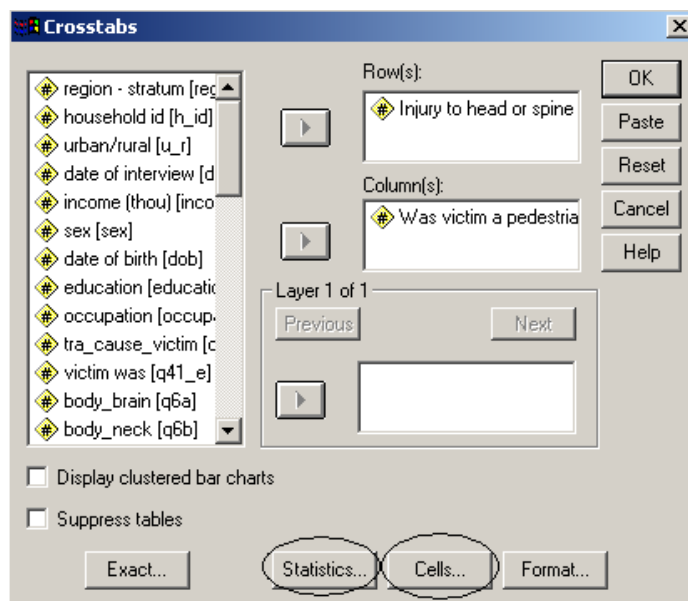 Crosstabs
region - stratum [reg
household id [h_id]
urban/rural [u_r]
date of interview [d
income (thou) [inco
sex [sex]
date of birth [dob]
education [educatio
occupation [occupa
tra_cause_victim [c
victim was [q41_e]
body_brain [q6a]
body_neck [q6b]
Row(s):
Injury to head or spine
Column(s):
Was victim a pedestria
Layer 1 of 1
Previous
Next
OK
Paste
Reset
Cancel
Help
Display clustered bar charts
Suppress tables
Exact...
Statistics...
Cells...
Format...